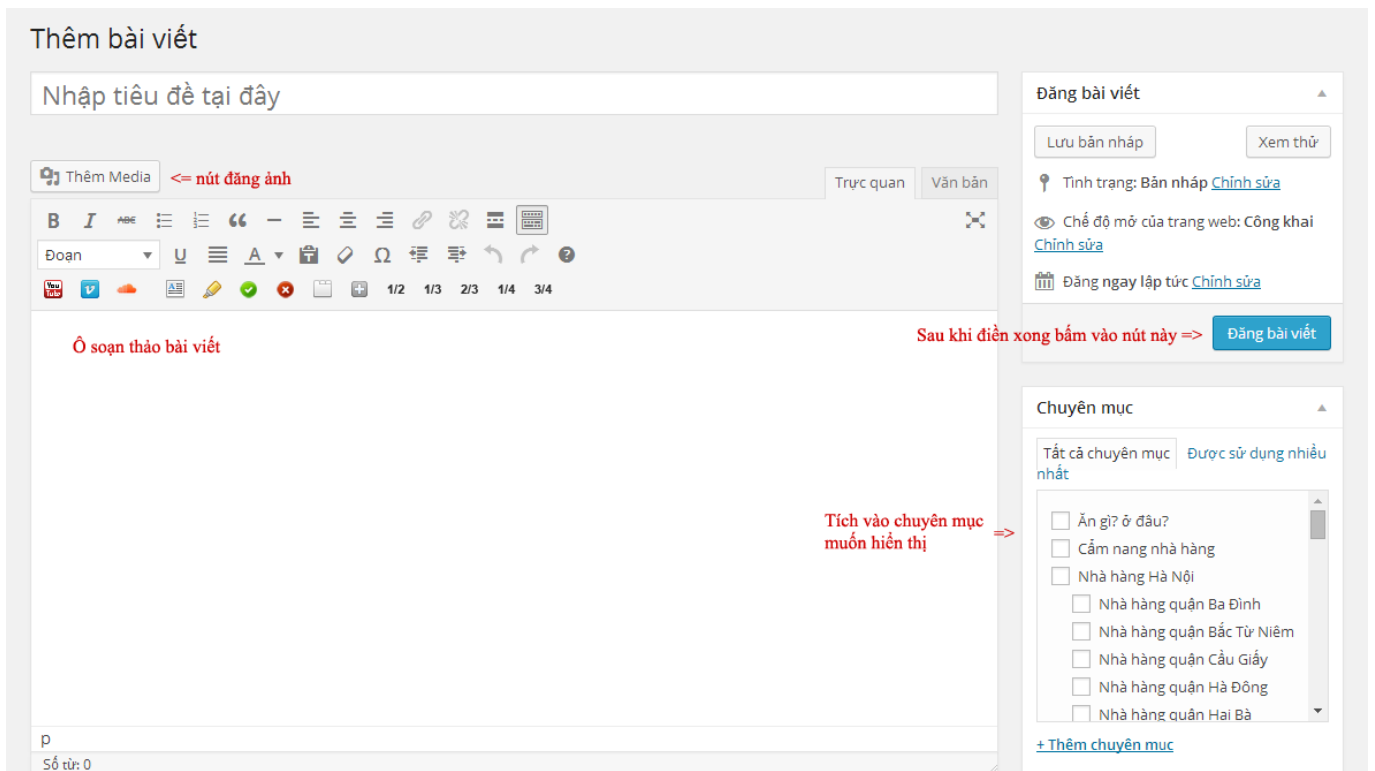 Thêm bài viết
Nhập tiêu đề tại đây
Thêm Media <= nút đăng ảnh
Trực quan Văn bản
B I ABE
Đoạn U A T Ω ?
You Tube 1/2 1/3 2/3 1/4 3/4
Ô soạn thảo bài viết
p
Số từ: 0
Đăng bài viết
Lưu bản nháp Xem thử
Tình trạng: Bản nháp Chỉnh sửa
Chế độ mở của trang web: Công khai
Chỉnh sửa
Đăng ngay lập tức Chỉnh sửa
Sau khi điền xong bấm vào nút này => Đăng bài viết
Chuyên mục
Tất cả chuyên mục Được sử dụng nhiều
nhất
Tích vào chuyên mục
muốn hiển thị =>
Ăn gì? ở đâu?
Cẩm nang nhà hàng
Nhà hàng Hà Nội
Nhà hàng quận Ba Đình
Nhà hàng quận Bắc Từ Niêm
Nhà hàng quận Cầu Giấy
Nhà hàng quận Hà Đông
Nhà hàng quận Hai Bà
+ Thêm chuyên mục